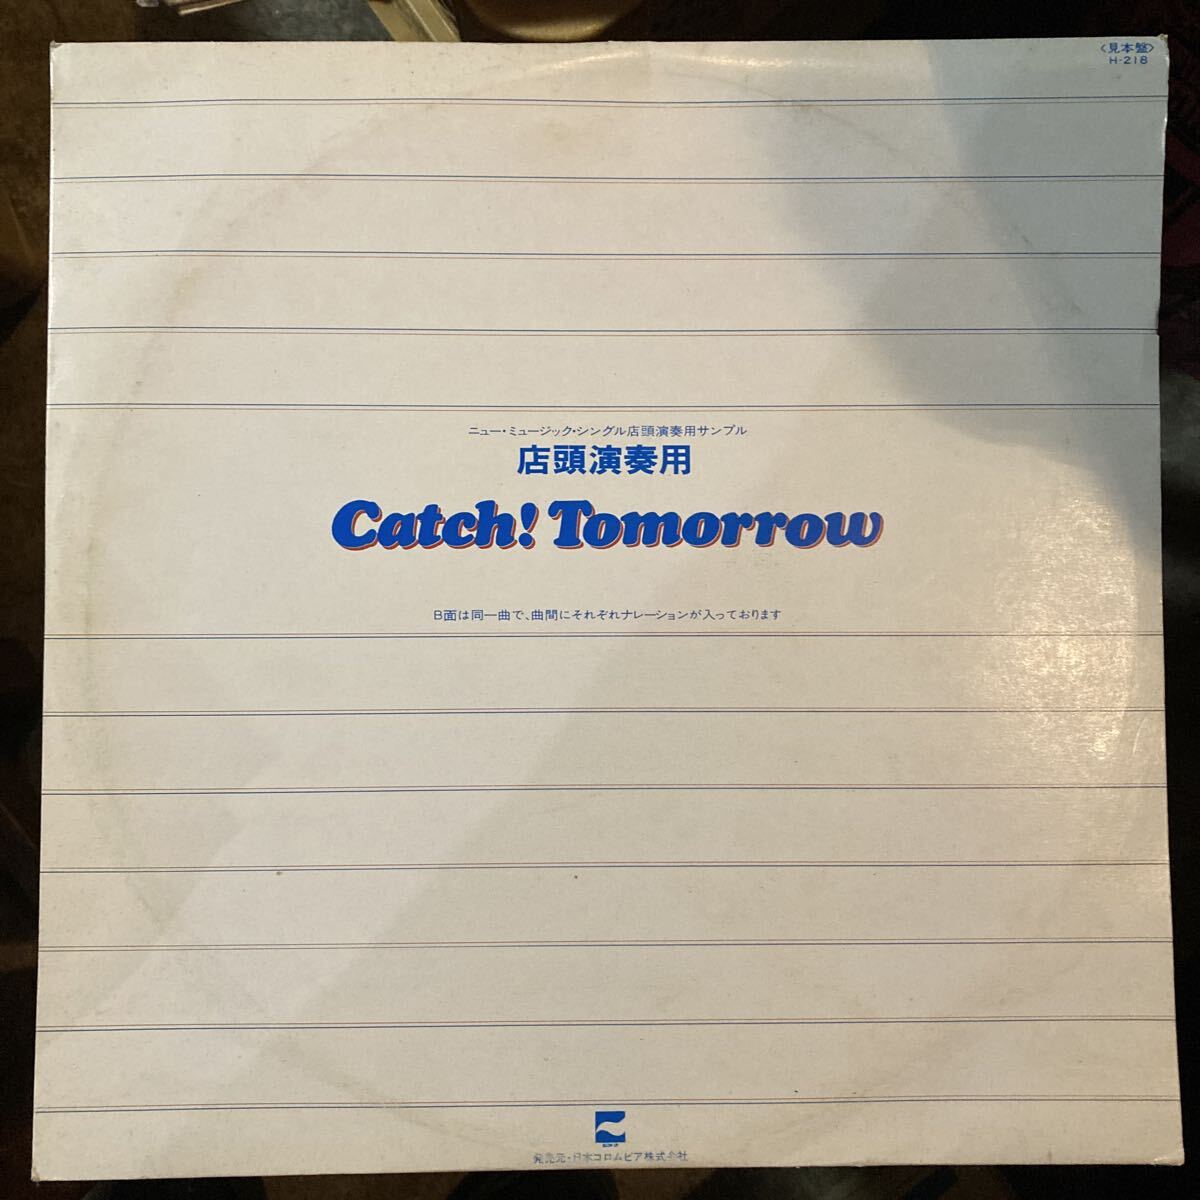 〈見本盤〉
H-218
ニュー・ミュージック・シングル店頭演奏用サンプル
店頭演奏用
Catch! Tomorrow
B面は同一曲で、曲間にそれぞれナレーションが入っております
BLOW UP
発売元・日本コロムビア株式会社